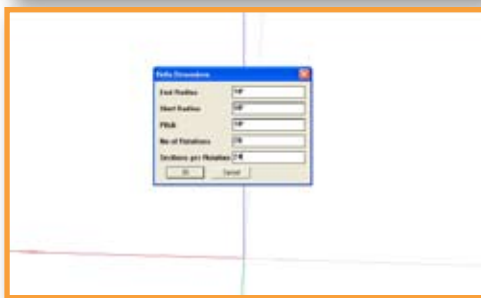 Helix Dimensions
End Radius
Start Radius
Pitch
No of Rotations
Sections per Rotation
OK Cancel